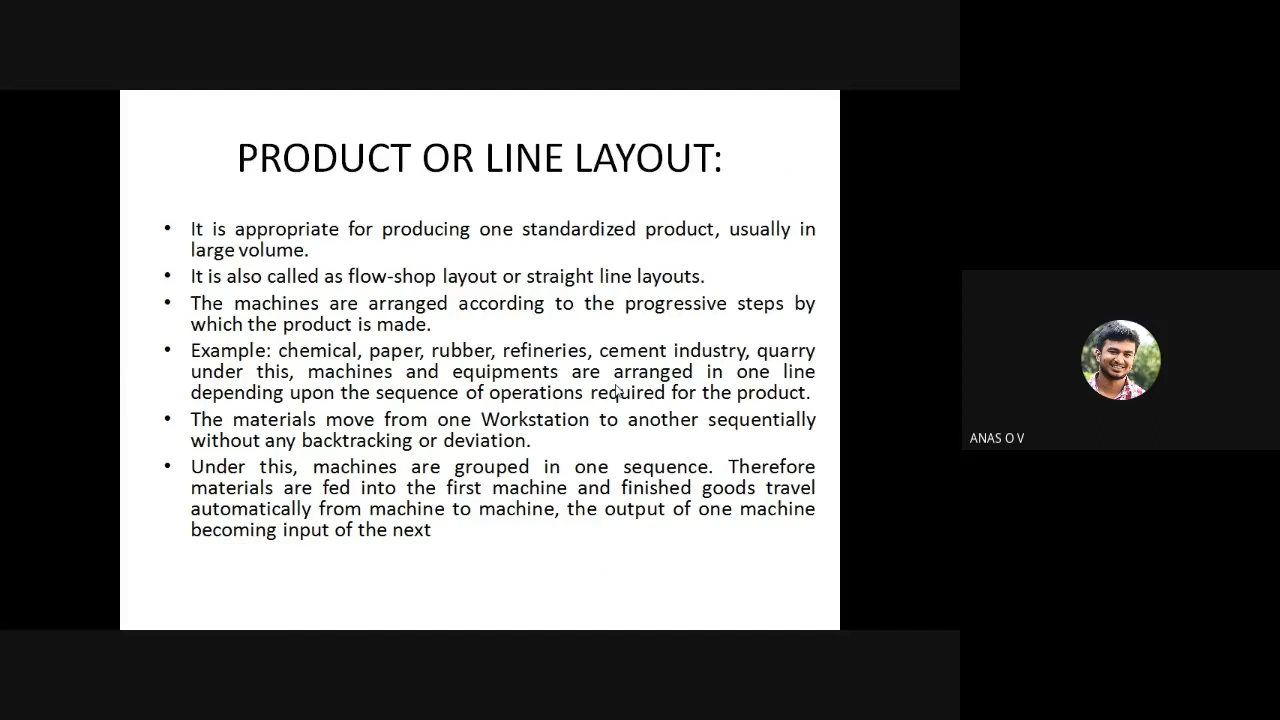 PRODUCT OR LINE LAYOUT:
• It is appropriate for producing one standardized product, usually in
large volume.
• It is also called as flow-shop layout or straight line layouts.
• The machines are arranged according to the progressive steps by
which the product is made.
• Example: chemical, paper, rubber, refineries, cement industry, quarry
under this, machines and equipments are arranged in one line
depending upon the sequence of operations required for the product.
• The materials move from one Workstation to another sequentially
without any backtracking or deviation.
• Under this, machines are grouped in one sequence. Therefore
materials are fed into the first machine and finished goods travel
automatically from machine to machine, the output of one machine
becoming input of the next
ANAS O V